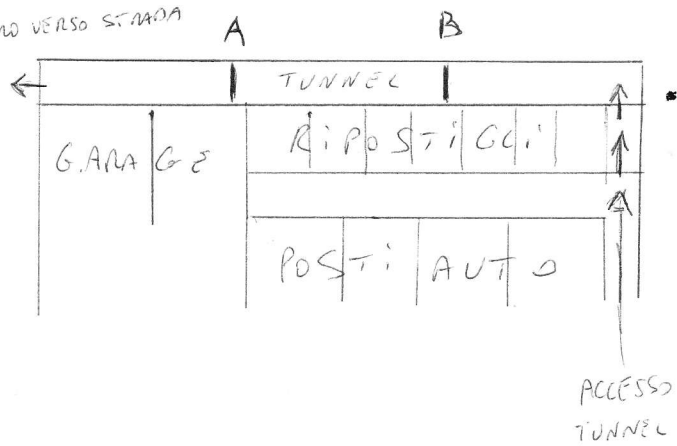 VERSO STRADA
A B
TUNNEL
RIPOSTIGLI
GARAGE
POSTI AUTO
ACCESSO
TUNNEL